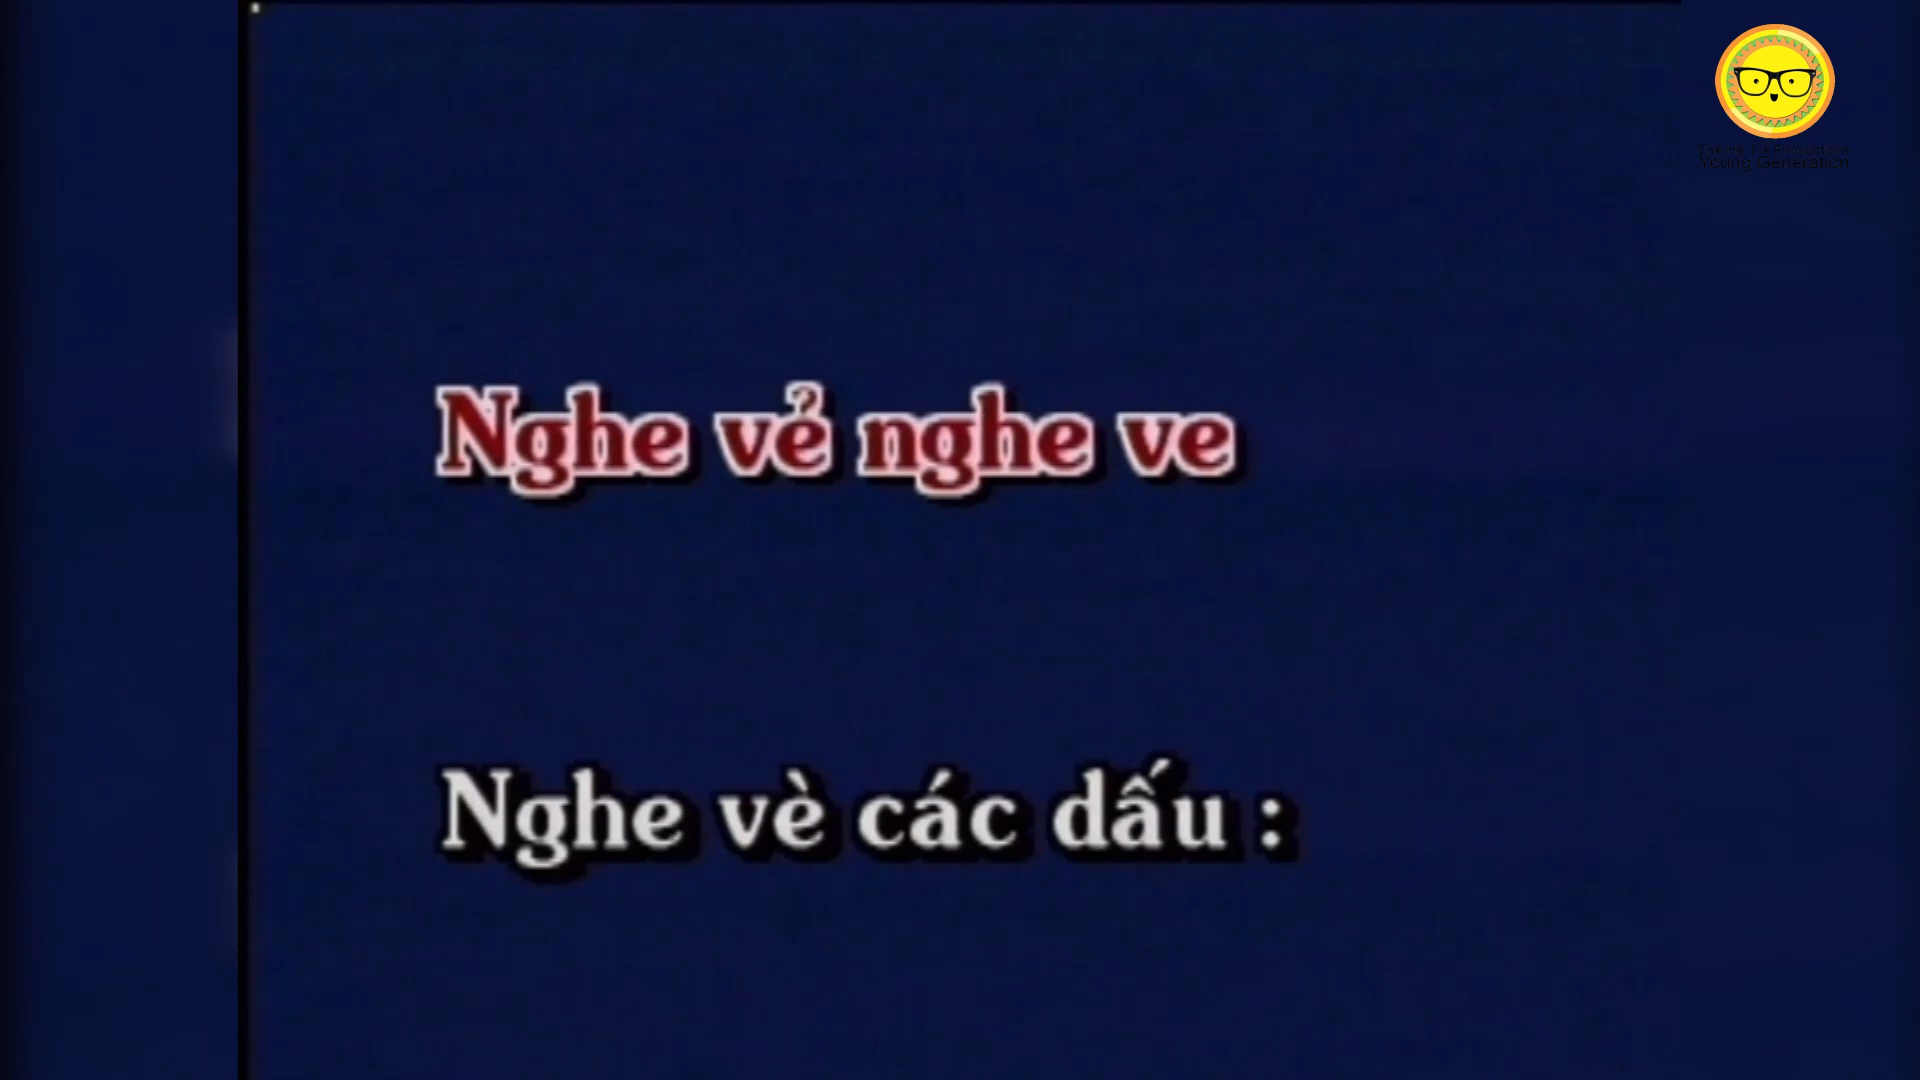 Nghe vẻ nghe ve
Nghe vè các dấu :
Young Generation